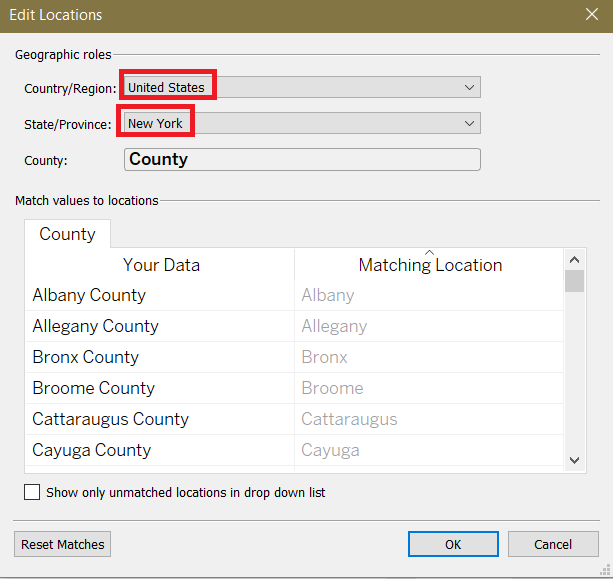 Edit Locations
Geographic roles
Country/Region: United States
State/Province: New York
County: County
Match values to locations
County
Your Data Matching Location
Albany County Albany
Allegany County Allegany
Bronx County Bronx
Broome County Broome
Cattaraugus County Cattaraugus
Cayuga County Cayuga
Show only unmatched locations in drop down list
Reset Matches OK Cancel